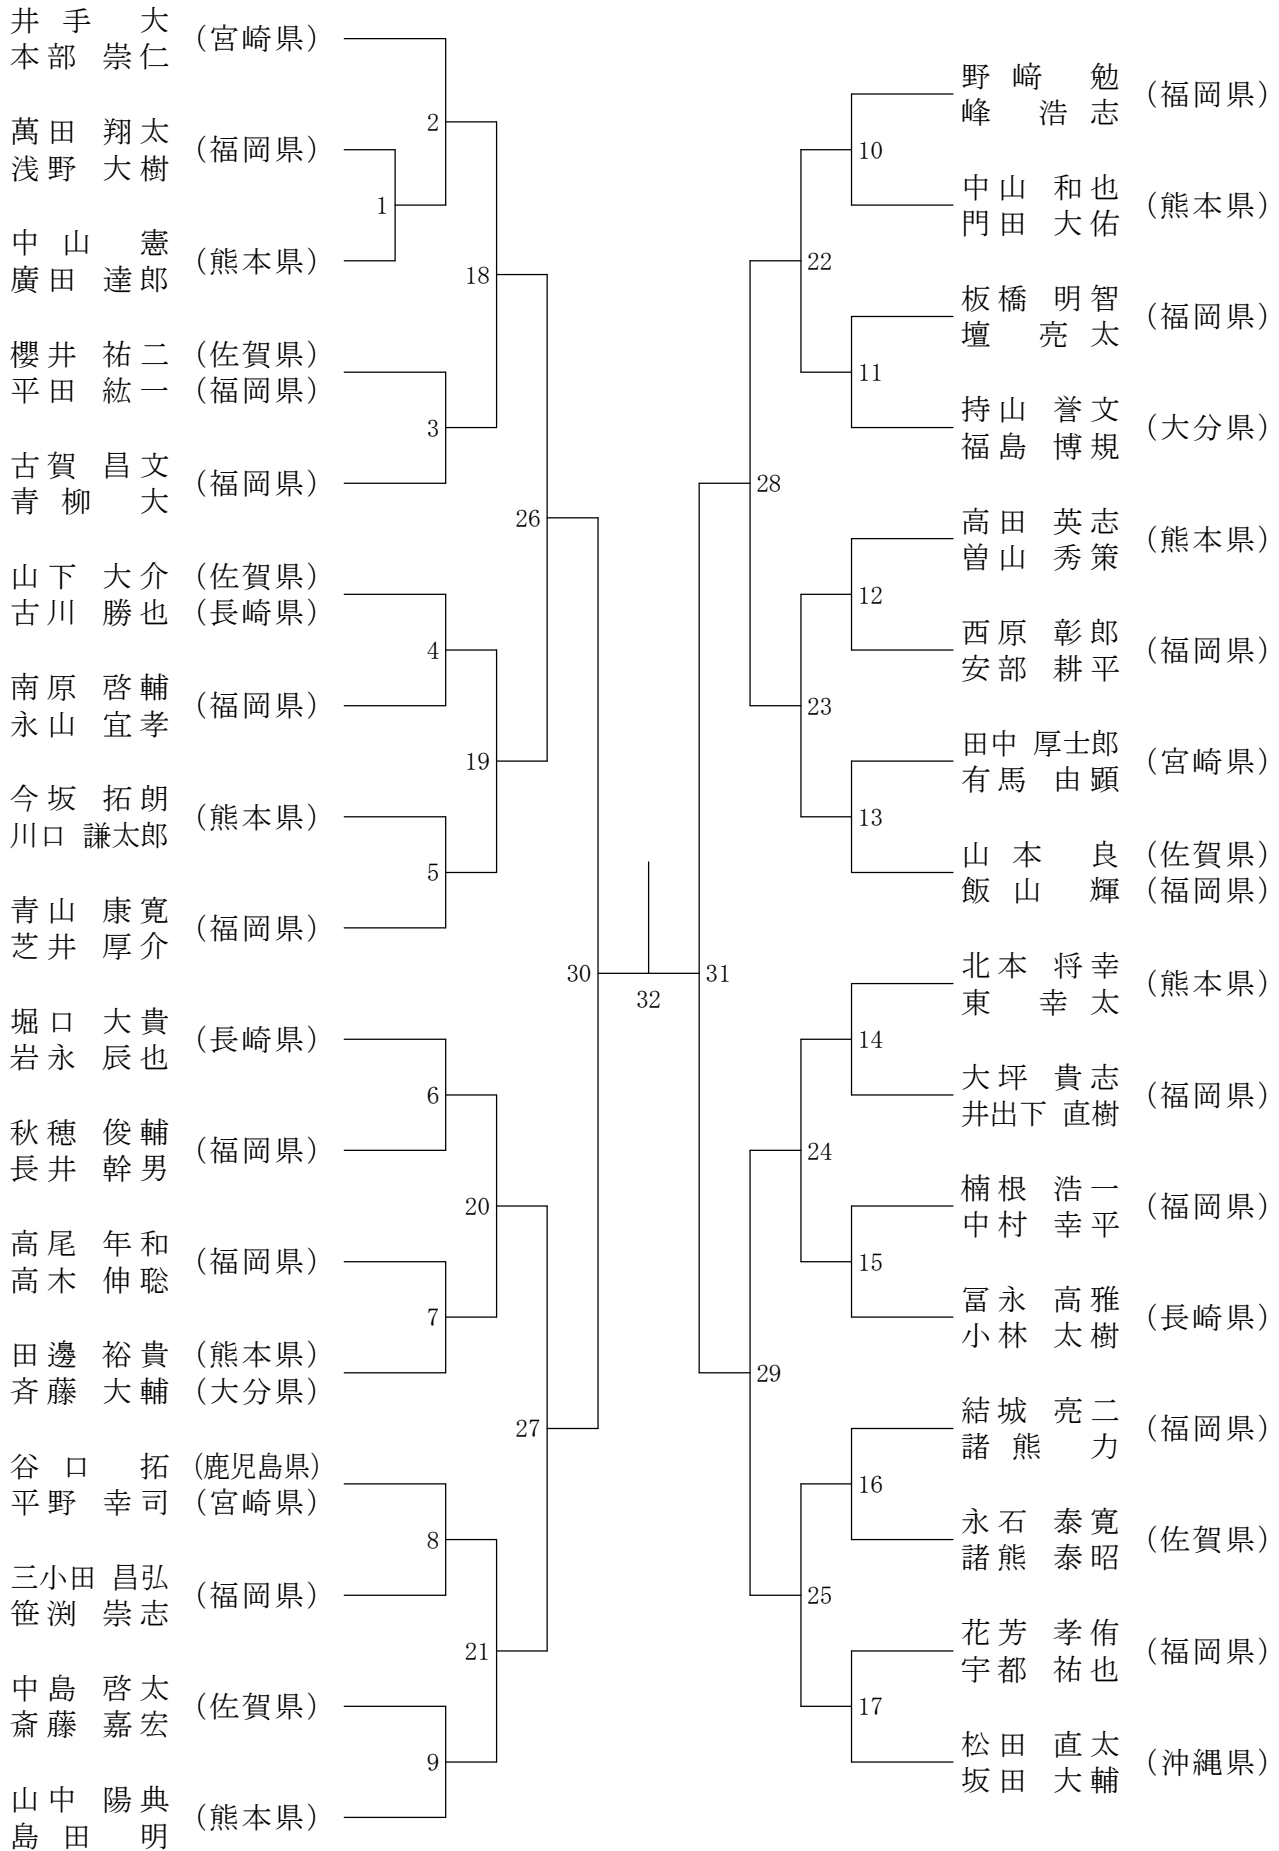 井手 大 (宮崎県)
本部 崇仁
萬田 翔太 (福岡県)
浅野 大樹
中山 憲 (熊本県)
廣田 達郎
櫻井 祐二 (佐賀県)
平田 紘一 (福岡県)
古賀 昌文 (福岡県)
青柳 大
山下 大介 (佐賀県)
古川 勝也 (長崎県)
南原 啓輔 (福岡県)
永山 宜孝
今坂 拓朗 (熊本県)
川口 謙太郎
青山 康寛 (福岡県)
芝井 厚介
堀口 大貴 (長崎県)
岩永 辰也
秋穂 俊輔 (福岡県)
長井 幹男
高尾 年和 (福岡県)
高木 伸聡
田邊 裕貴 (熊本県)
斉藤 大輔 (大分県)
谷口 拓 (鹿児島県)
平野 幸司 (宮崎県)
三小田 昌弘 (福岡県)
笹渕 崇志
中島 啓太 (佐賀県)
斎藤 嘉宏
山中 陽典 (熊本県)
島田 明
1
2
3
4
5
6
7
8
9
18
19
20
21
26
27
30
32
31
28
29
22
23
24
25
10
11
12
13
14
15
16
17
野﨑 勉 (福岡県)
峰 浩志
中山 和也 (熊本県)
門田 大佑
板橋 明智 (福岡県)
壇 亮太
持山 誉文 (大分県)
福島 博規
高田 英志 (熊本県)
曽山 秀策
西原 彰郎 (福岡県)
安部 耕平
田中 厚士郎 (宮崎県)
有馬 由顕
山本 良 (佐賀県)
飯山 輝 (福岡県)
北本 将幸 (熊本県)
東 幸太
大坪 貴志 (福岡県)
井出下 直樹
楠根 浩一 (福岡県)
中村 幸平
冨永 高雅 (長崎県)
小林 太樹
結城 亮二 (福岡県)
諸熊 力
永石 泰寛 (佐賀県)
諸熊 泰昭
花芳 孝侑 (福岡県)
宇都 祐也
松田 直太 (沖縄県)
坂田 大輔